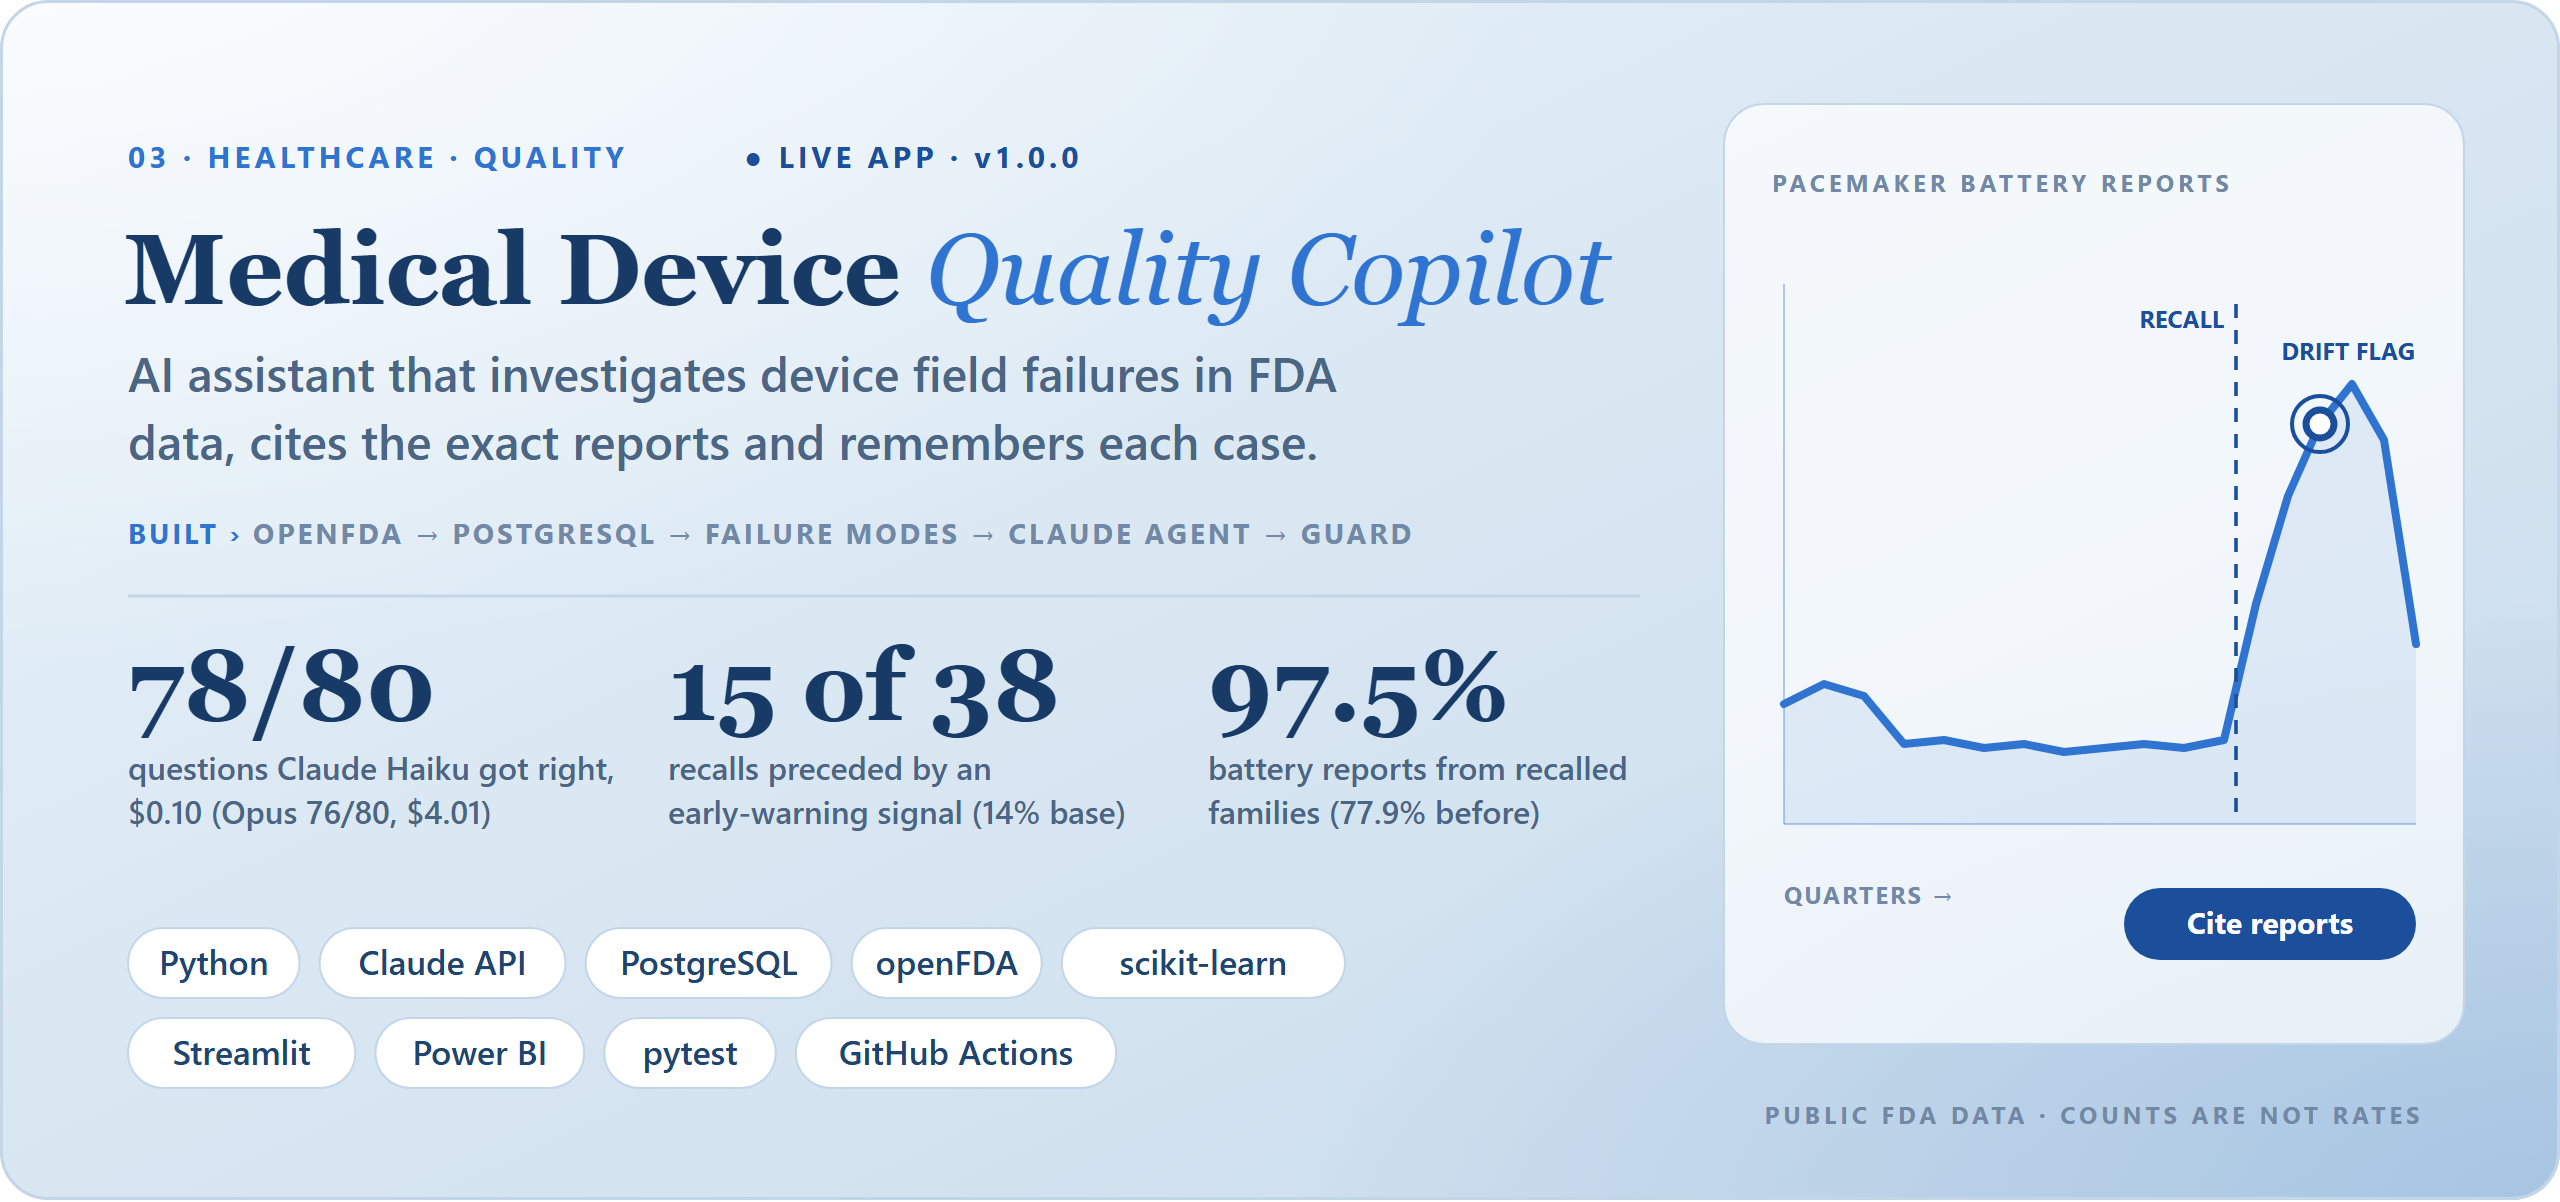 03 · HEALTHCARE · QUALITY
● LIVE APP · v1.0.0
Medical Device Quality Copilot
AI assistant that investigates device field failures in FDA
data, cites the exact reports and remembers each case.
BUILT › OPENFDA → POSTGRESQL → FAILURE MODES → CLAUDE AGENT → GUARD
78/80
questions Claude Haiku got right,
$0.10 (Opus 76/80, $4.01)
15 of 38
recalls preceded by an
early-warning signal (14% base)
97.5%
battery reports from recalled
families (77.9% before)
Python
Claude API
PostgreSQL
openFDA
scikit-learn
Streamlit
Power BI
pytest
GitHub Actions
PACEMAKER BATTERY REPORTS
RECALL
DRIFT FLAG
QUARTERS →
Cite reports
PUBLIC FDA DATA · COUNTS ARE NOT RATES